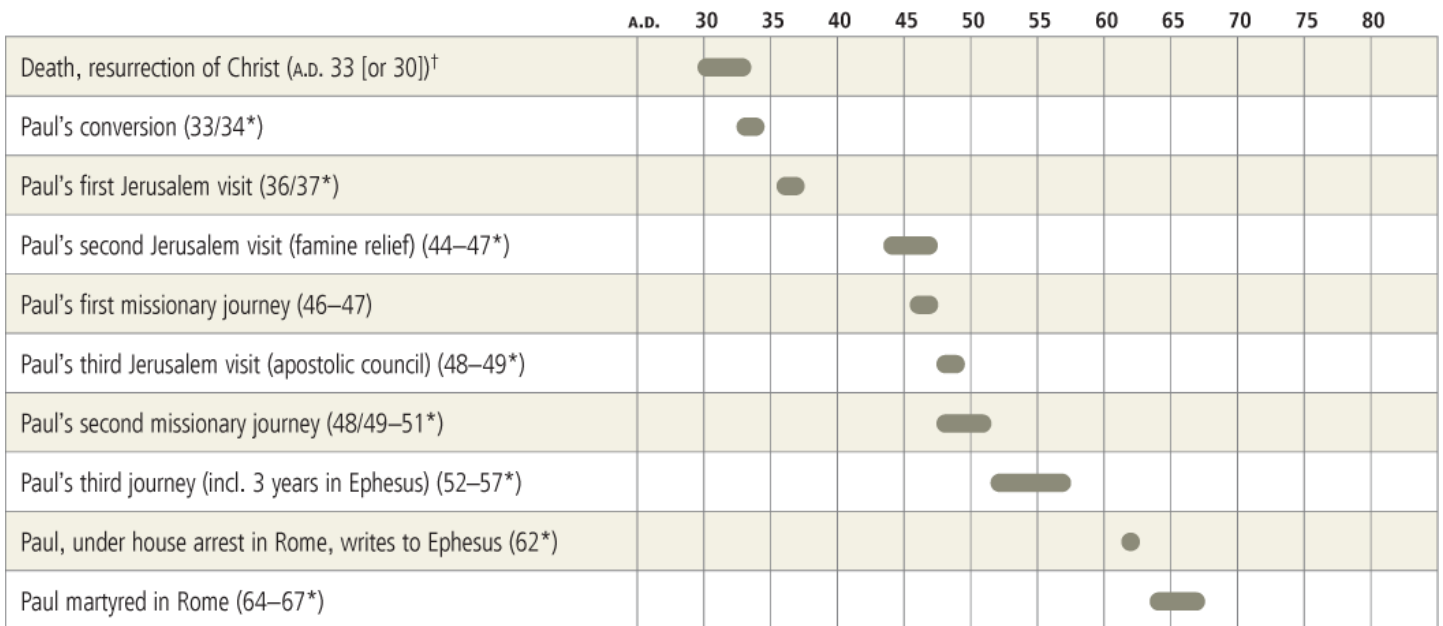 A.D. 30 35 40 45 50 55 60 65 70 75 80
Death, resurrection of Christ (A.D. 33 [or 30])†
Paul’s conversion (33/34*)
Paul’s first Jerusalem visit (36/37*)
Paul’s second Jerusalem visit (famine relief) (44–47*)
Paul’s first missionary journey (46–47)
Paul’s third Jerusalem visit (apostolic council) (48–49*)
Paul’s second missionary journey (48/49–51*)
Paul’s third journey (incl. 3 years in Ephesus) (52–57*)
Paul, under house arrest in Rome, writes to Ephesus (62*)
Paul martyred in Rome (64–67*)